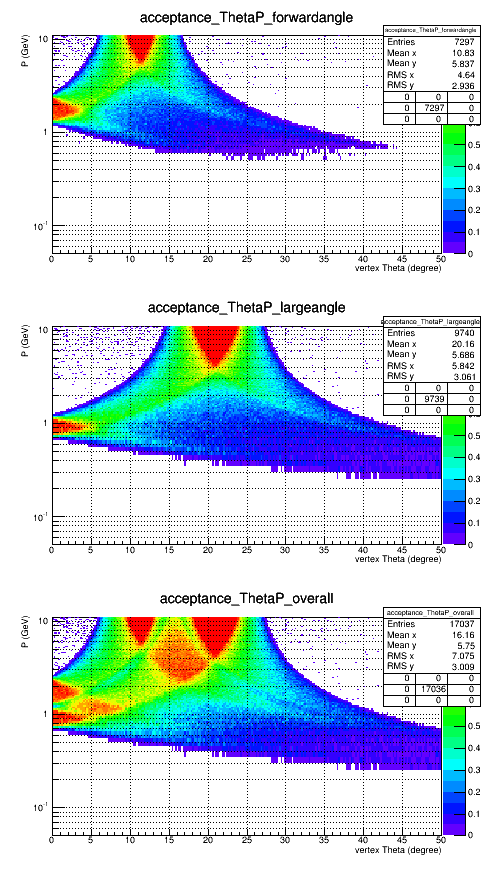 acceptance_ThetaP_forwardangle
P (GeV)
10
1
10-1
0 5 10 15 20 25 30 35 40 45 50
vertex Theta (degree)
acceptance_ThetaP_forwardangle
Entries 7297
Mean x 10.83
Mean y 5.837
RMS x 4.64
RMS y 2.936
0 0 0
0 7297 0
0 0 0
0.5
0.4
0.3
0.2
0.1
0
acceptance_ThetaP_largeangle
P (GeV)
10
1
10-1
0 5 10 15 20 25 30 35 40 45 50
vertex Theta (degree)
acceptance_ThetaP_largeangle
Entries 9740
Mean x 20.16
Mean y 5.686
RMS x 5.842
RMS y 3.061
0 0 0
0 9739 0
0 0 0
0.5
0.4
0.3
0.2
0.1
0
acceptance_ThetaP_overall
P (GeV)
10
1
10-1
0 5 10 15 20 25 30 35 40 45 50
vertex Theta (degree)
acceptance_ThetaP_overall
Entries 17037
Mean x 16.16
Mean y 5.75
RMS x 7.075
RMS y 3.009
0 0 0
0 17036 0
0 0 0
0.5
0.4
0.3
0.2
0.1
0